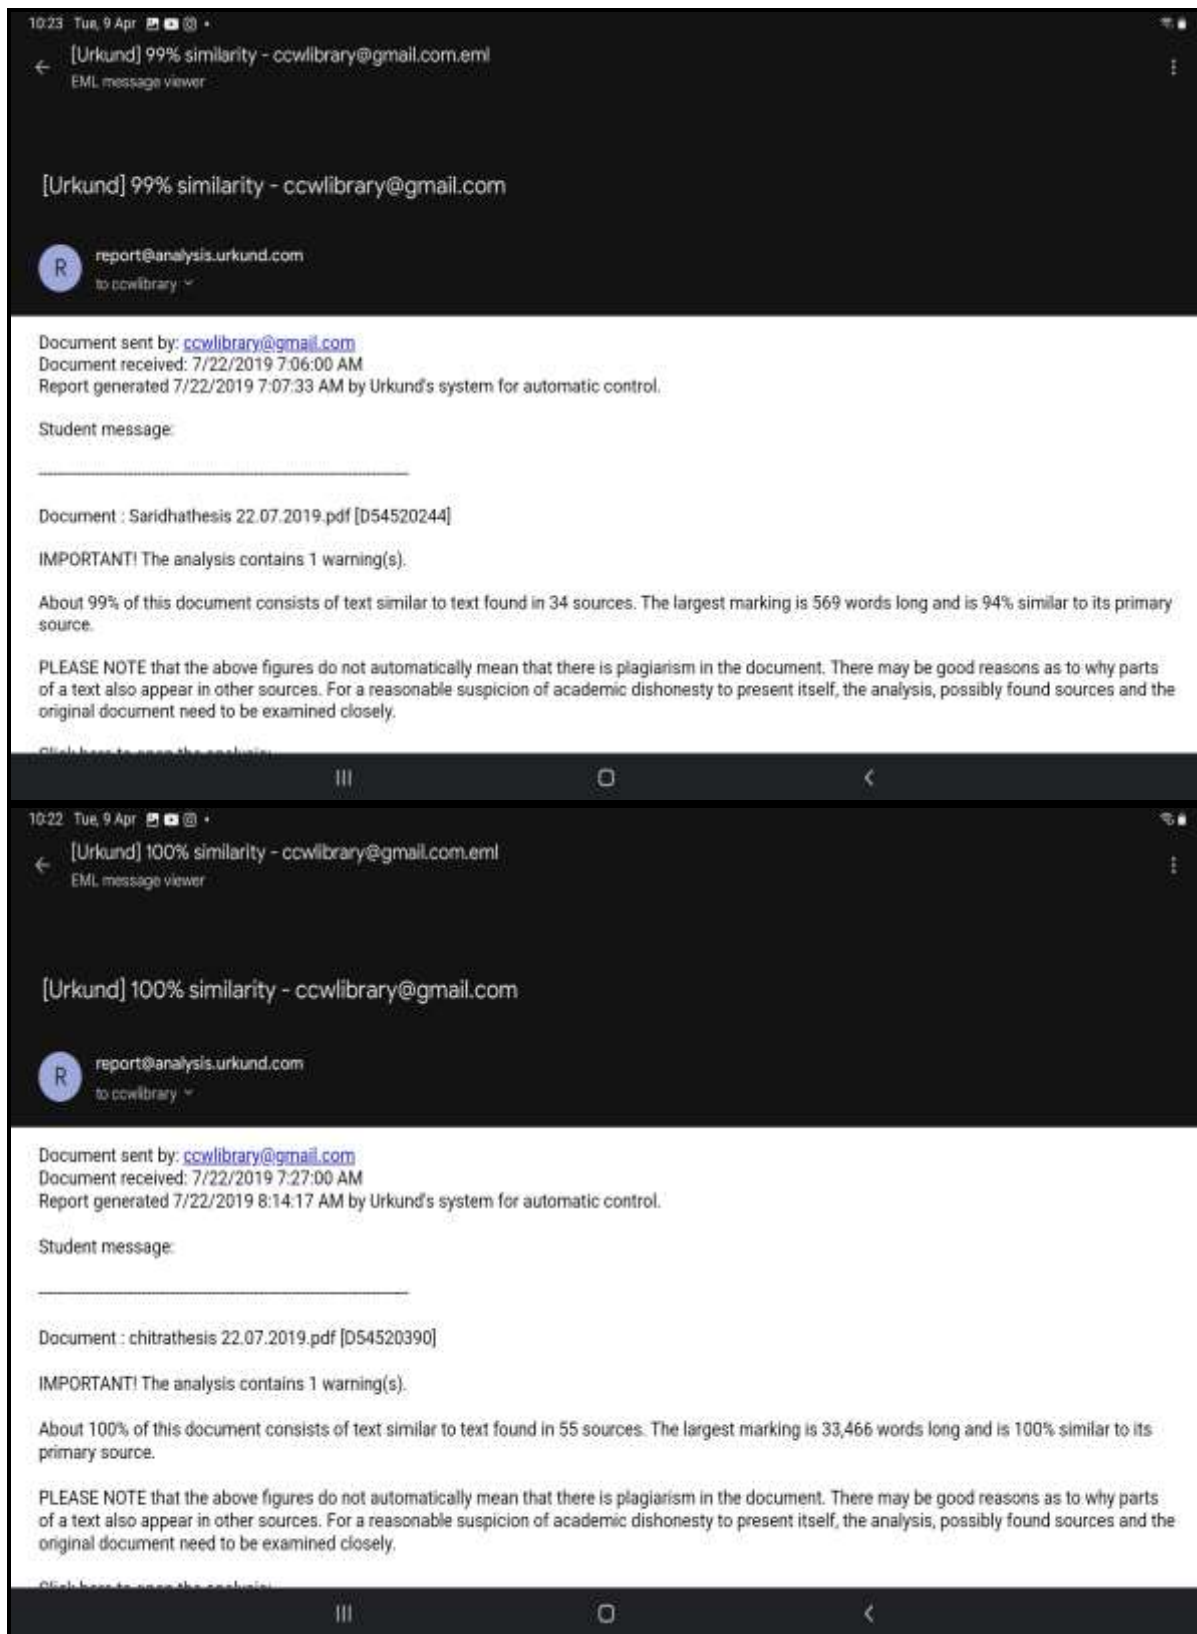 10:23 Tue, 9 Apr
[Urkund] 99% similarity - ccwlibrary@gmail.com.eml
EML message viewer
[Urkund] 99% similarity - ccwlibrary@gmail.com
R
report@analysis.urkund.com
to ccwlibrary
Document sent by: ccwlibrary@gmail.com
Document received: 7/22/2019 7:06:00 AM
Report generated 7/22/2019 7:07:33 AM by Urkund's system for automatic control.
Student message:
Document : Saridhathesis 22.07.2019.pdf [D54520244]
IMPORTANT! The analysis contains 1 warning(s).
About 99% of this document consists of text similar to text found in 34 sources. The largest marking is 569 words long and is 94% similar to its primary
source.
PLEASE NOTE that the above figures do not automatically mean that there is plagiarism in the document. There may be good reasons as to why parts
of a text also appear in other sources. For a reasonable suspicion of academic dishonesty to present itself, the analysis, possibly found sources and the
original document need to be examined closely.
Click here to open the analysis:
10:22 Tue, 9 Apr
[Urkund] 100% similarity - ccwlibrary@gmail.com.eml
EML message viewer
[Urkund] 100% similarity - ccwlibrary@gmail.com
R
report@analysis.urkund.com
to ccwlibrary
Document sent by: ccwlibrary@gmail.com
Document received: 7/22/2019 7:27:00 AM
Report generated 7/22/2019 8:14:17 AM by Urkund's system for automatic control.
Student message:
Document : chitrathesis 22.07.2019.pdf [D54520390]
IMPORTANT! The analysis contains 1 warning(s).
About 100% of this document consists of text similar to text found in 55 sources. The largest marking is 33,466 words long and is 100% similar to its
primary source.
PLEASE NOTE that the above figures do not automatically mean that there is plagiarism in the document. There may be good reasons as to why parts
of a text also appear in other sources. For a reasonable suspicion of academic dishonesty to present itself, the analysis, possibly found sources and the
original document need to be examined closely.
Click here to open the analysis: